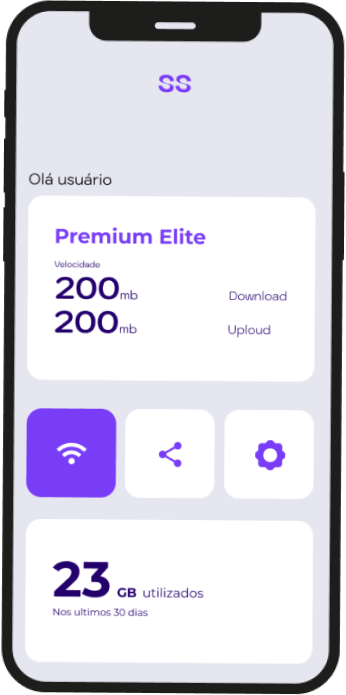 SS
Olá usuário
Premium Elite
Velocidade
200mb Download
200mb Uploud
23 GB utilizados
Nos ultimos 30 dias